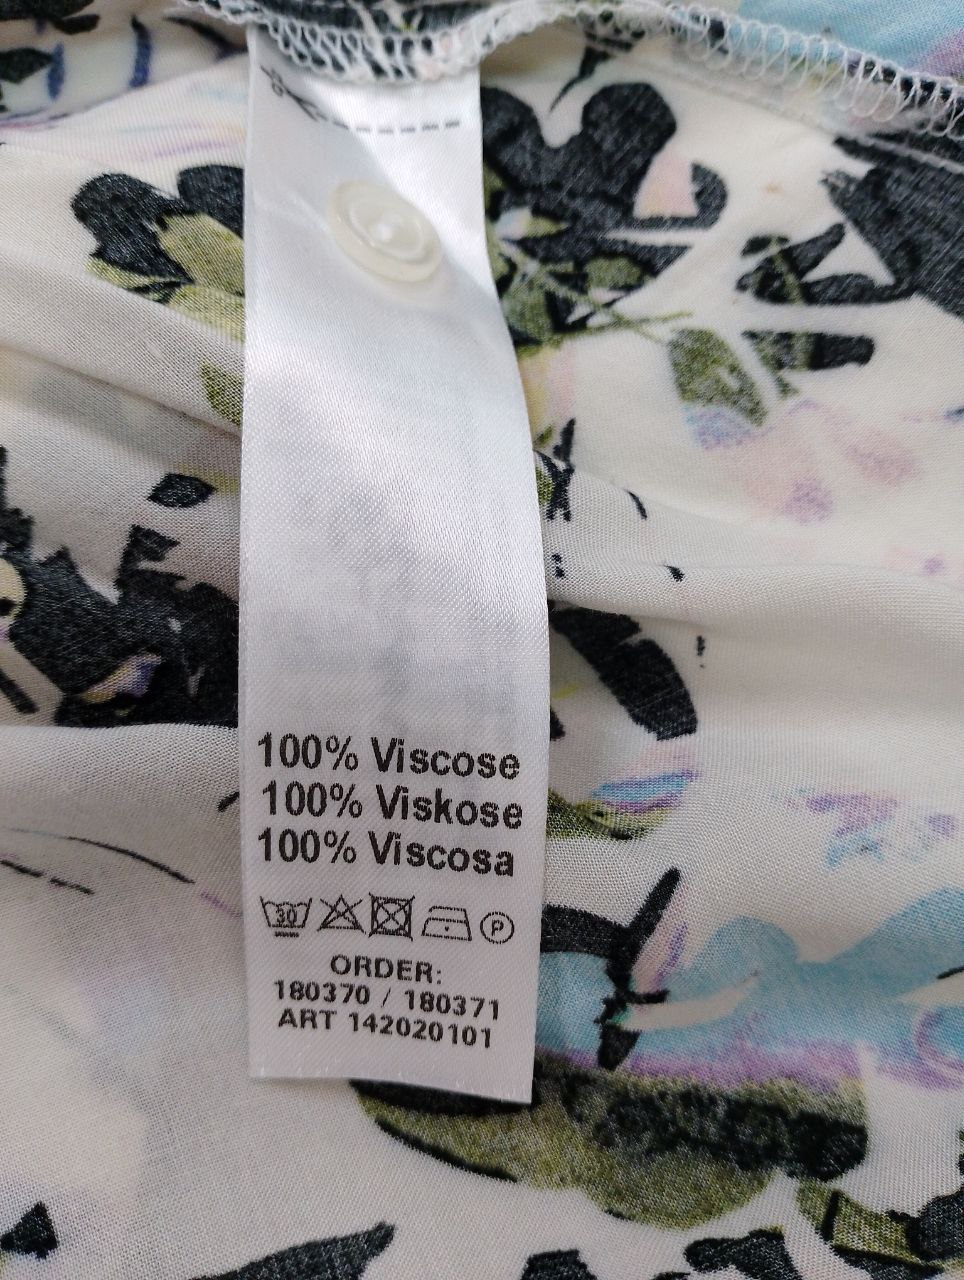 100% Viscose
100% Viskose
100% Viscosa
30 P
ORDER:
180370 / 180371
ART 142020101